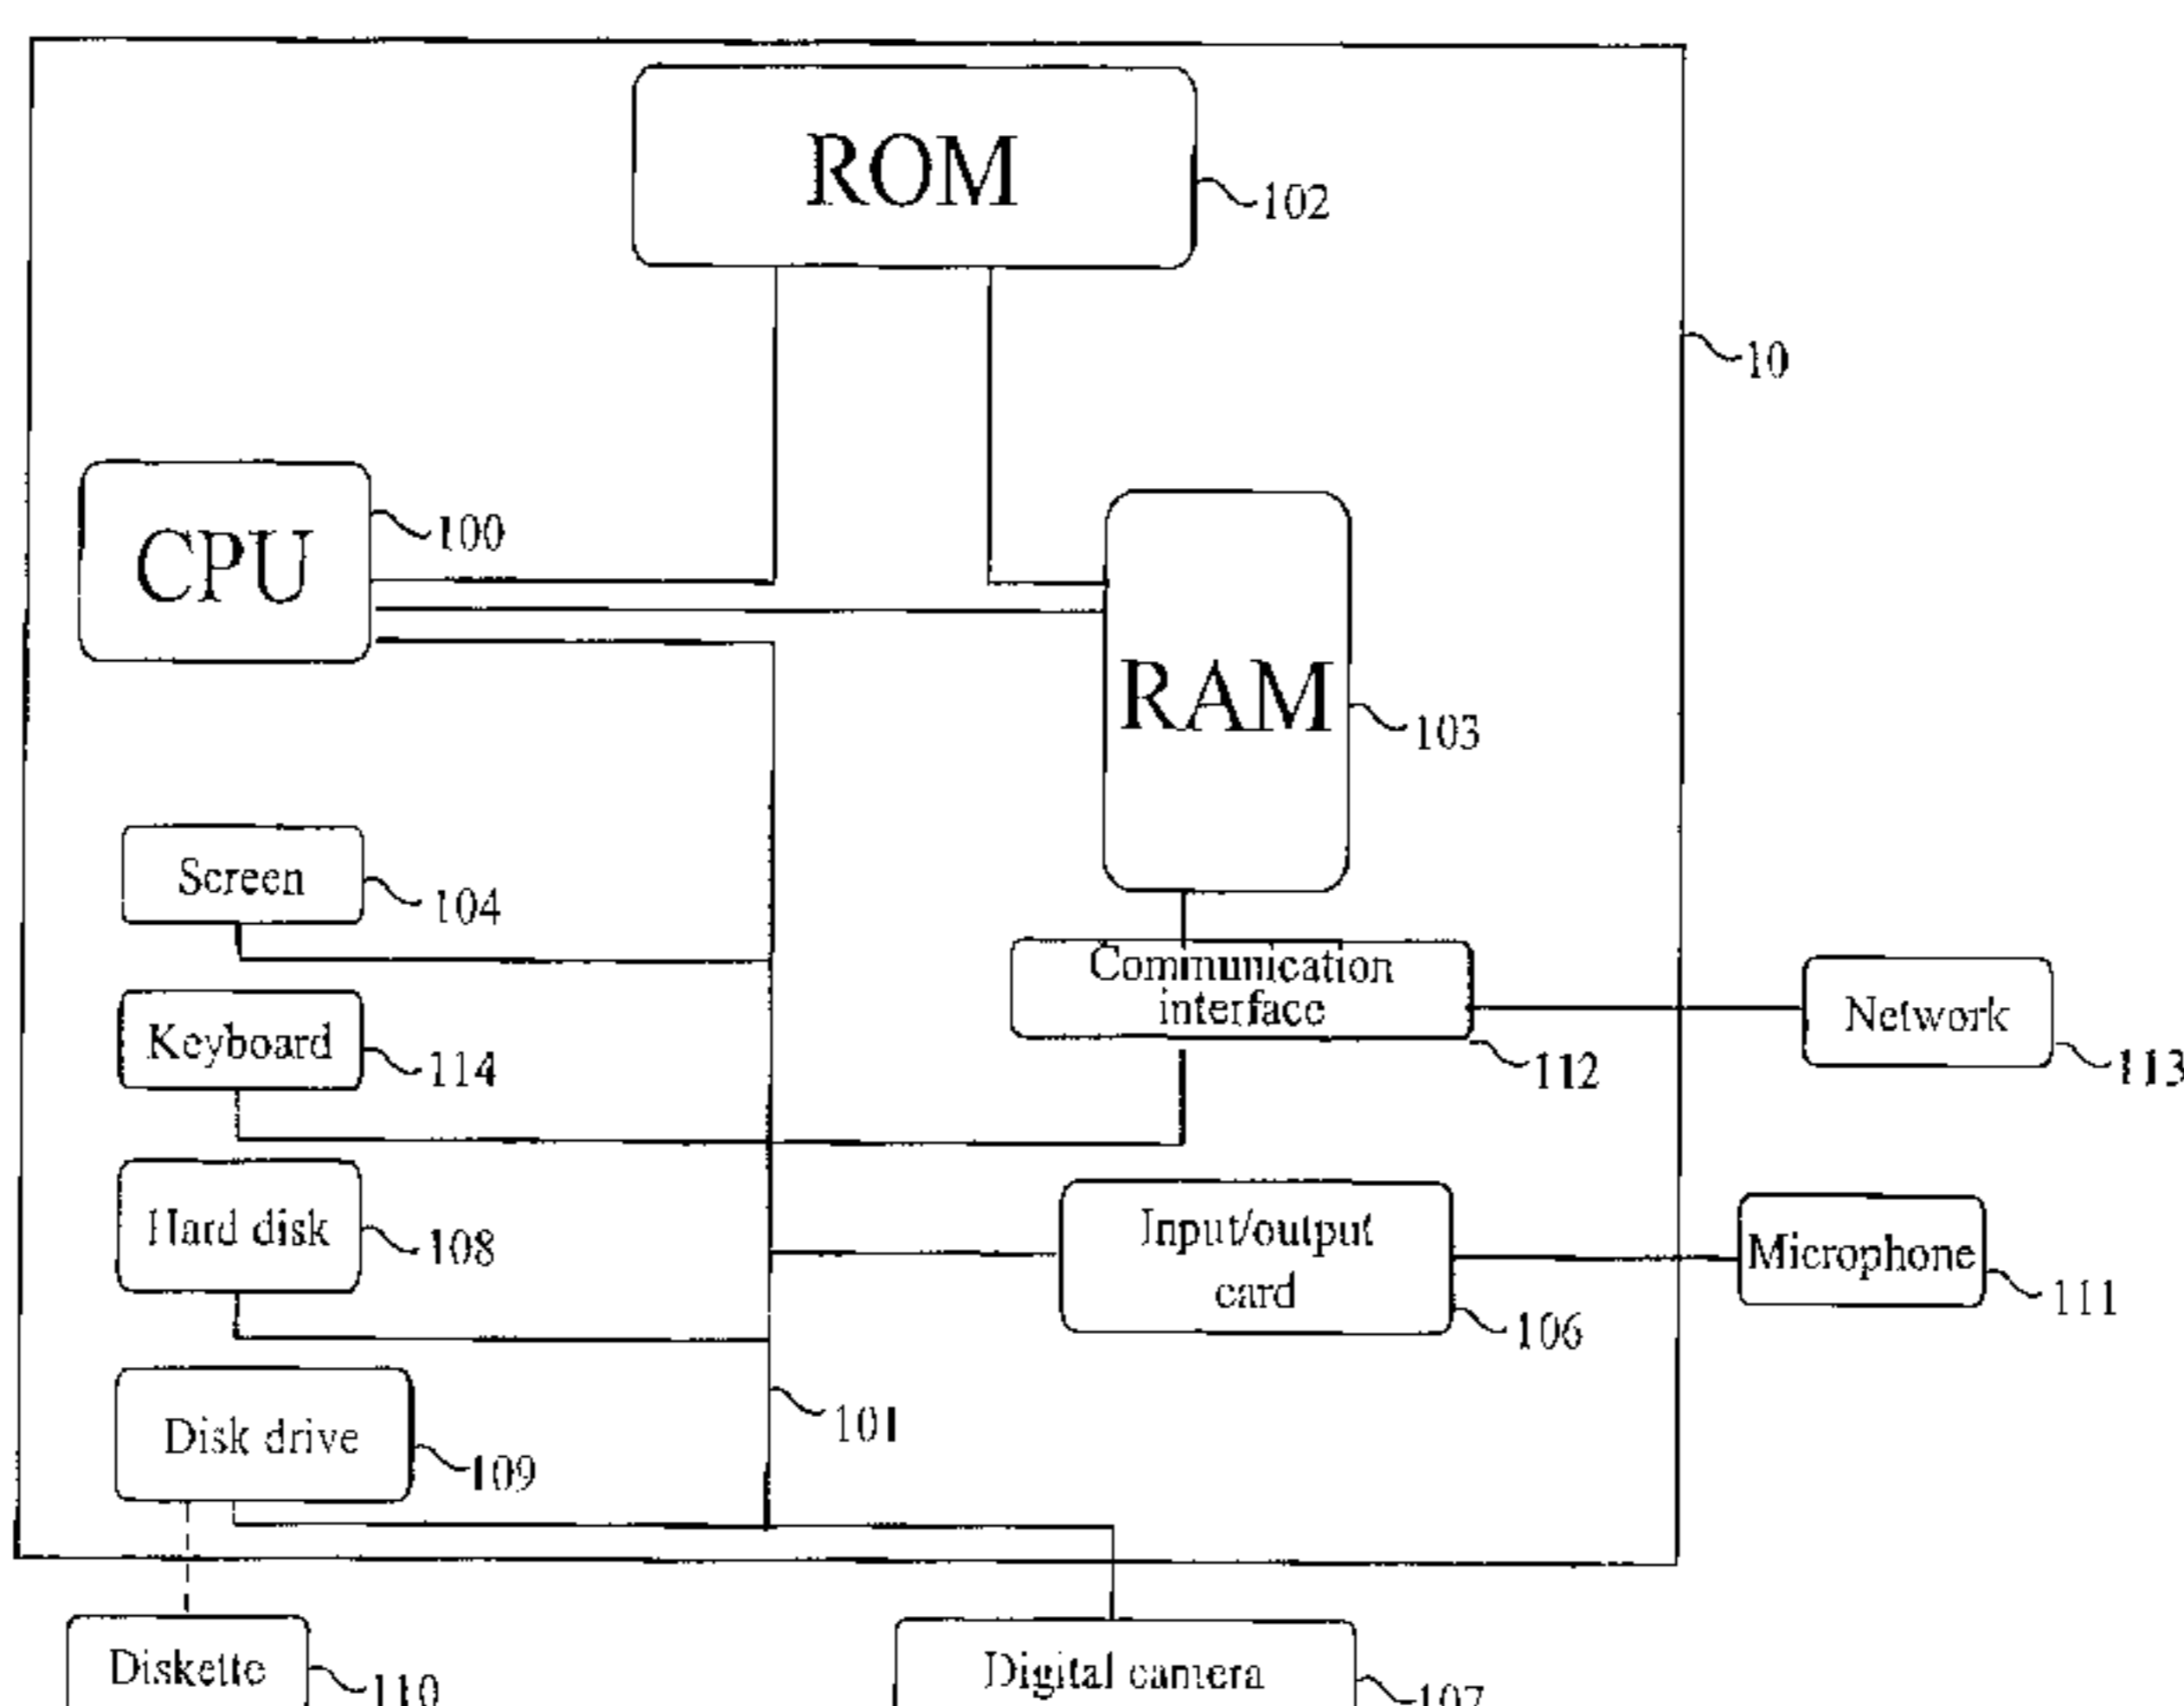 ROM
102
10
CPU
100
RAM
103
Screen
104
Communication
interface
112
Network
113
Keyboard
114
Hard disk
108
Input/output
card
106
Microphone
111
101
Disk drive
109
Diskette
110
Digital camera
107